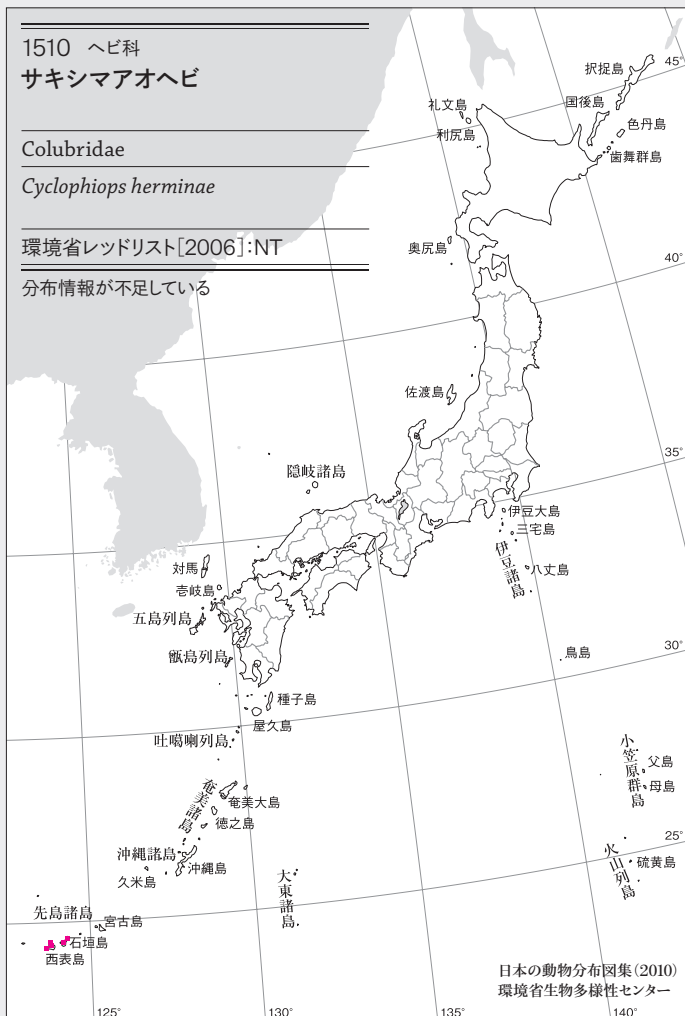 1510 ヘビ科
サキシマアオヘビ
Colubridae
Cyclophiops herminae
環境省レッドリスト[2006]:NT
分布情報が不足している
45°
択捉島
礼文島
国後島
色丹島
利尻島
歯舞群島
奥尻島
40°
佐渡島
35°
隠岐諸島
伊豆大島
三宅島
伊豆諸島
八丈島
対馬
壱岐島
五島列島
甑島列島
鳥島
30°
種子島
屋久島
吐噶喇列島
小笠原群島
父島
母島
奄美諸島
奄美大島
徳之島
25°
沖縄諸島
沖縄島
久米島
火山列島
硫黄島
大東諸島
先島諸島
宮古島
石垣島
西表島
日本の動物分布図集(2010)
環境省生物多様性センター
125°
130°
135°
140°